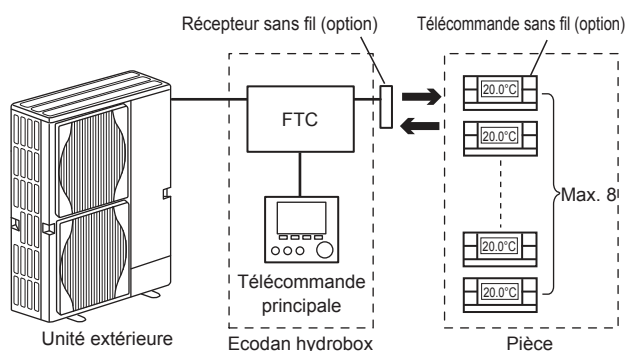 Récepteur sans fil (option)
Télécommande sans fil (option)
FTC
20.0°C
20.0°C
Max. 8
20.0°C
20.0°C
Télécommande
principale
Unité extérieure
Ecodan hydrobox
Pièce